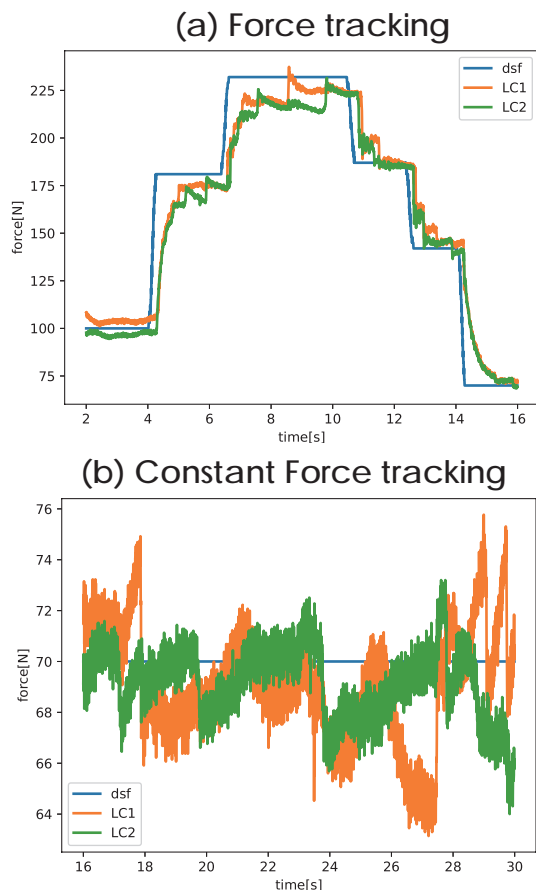 (a) Force tracking
dsf
LC1
LC2
225
200
175
150
125
100
75
force[N]
2 4 6 8 10 12 14 16
time[s]
(b) Constant Force tracking
76
74
72
70
68
66
64
force[N]
dsf
LC1
LC2
16 18 20 22 24 26 28 30
time[s]